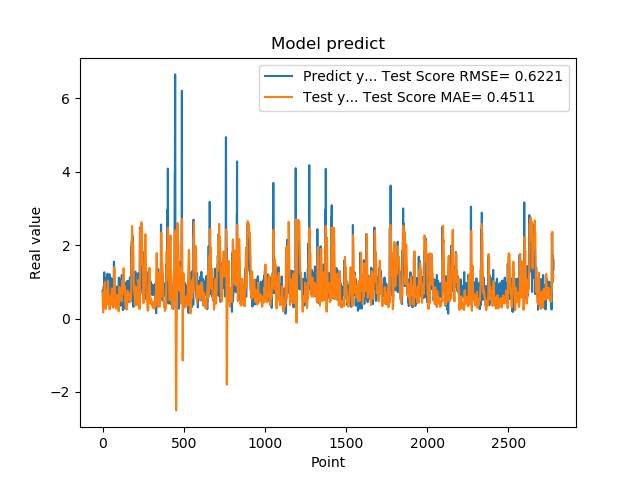 Model predict
Predict y... Test Score RMSE= 0.6221
Test y... Test Score MAE= 0.4511
Real value
6
4
2
0
−2
0 500 1000 1500 2000 2500
Point